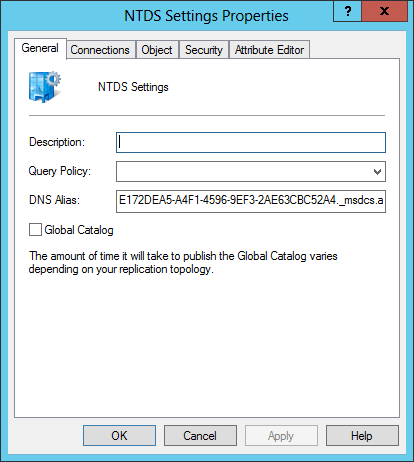 NTDS Settings Properties
? x
General Connections Object Security Attribute Editor
NTDS Settings
Description:
Query Policy:
DNS Alias: E172DEA5-A4F1-4596-9EF3-2AE63CBC52A4._msdcs.a
Global Catalog
The amount of time it will take to publish the Global Catalog varies
depending on your replication topology.
OK Cancel Apply Help